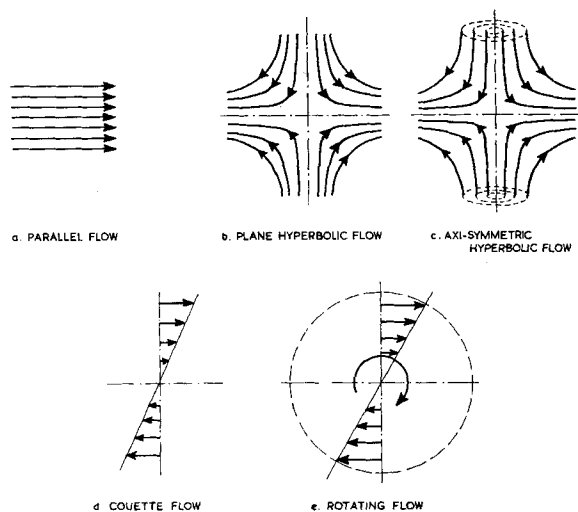 a. PARALLEL FLOW
b. PLANE HYPERBOLIC FLOW
c. AXI-SYMMETRIC
HYPERBOLIC FLOW
d COUETTE FLOW
e. ROTATING FLOW